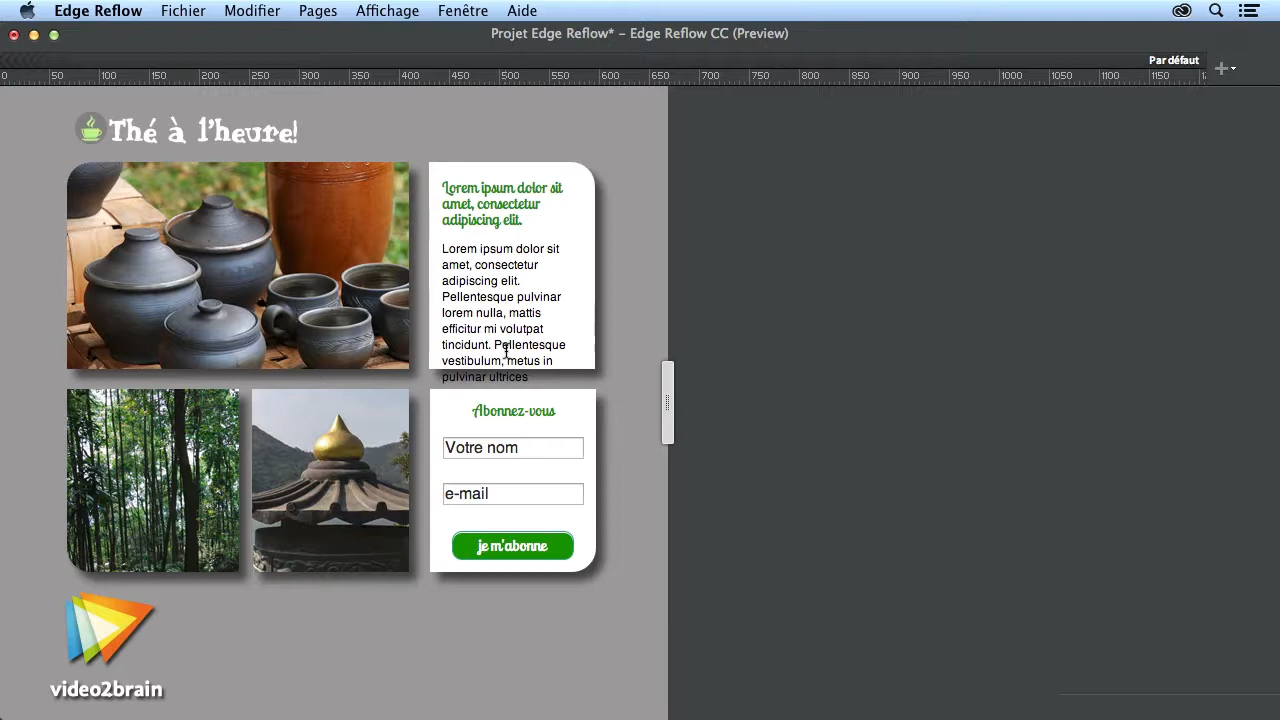 Edge Reflow Fichier Modifier Pages Affichage Fenêtre Aide
Projet Edge Reflow* – Edge Reflow CC (Preview)
Par défaut
0 50 100 150 200 250 300 350 400 450 500 550 600 650 700 750 800 850 900 950 1000 1050 1100 1150
Thé à l'heure!
Lorem ipsum dolor sit
amet, consectetur
adipiscing elit.
Lorem ipsum dolor sit
amet, consectetur
adipiscing elit.
Pellentesque pulvinar
lorem nulla, mattis
efficitur mi volutpat
tincidunt. Pellentesque
vestibulum, metus in
pulvinar ultrices
Abonnez-vous
Votre nom
e-mail
je m'abonne
video2brain